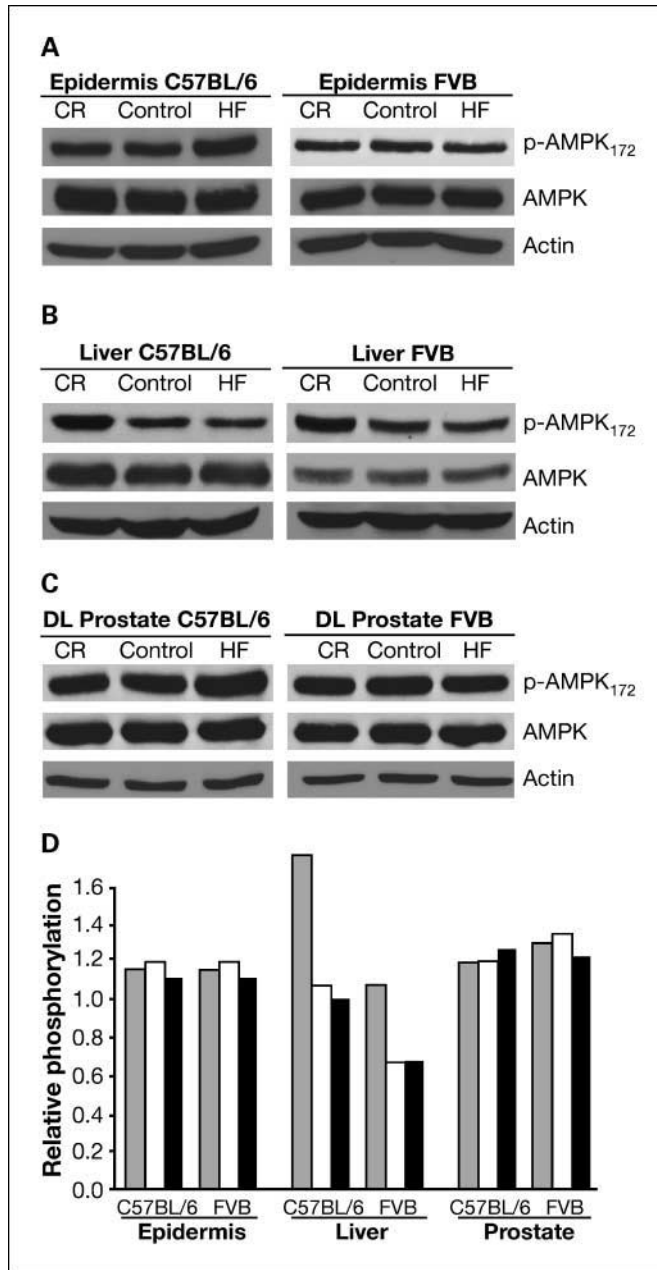 A
Epidermis C57BL/6 Epidermis FVB
CR Control HF CR Control HF
p-AMPK172
AMPK
Actin
B
Liver C57BL/6 Liver FVB
CR Control HF CR Control HF
p-AMPK172
AMPK
Actin
C
DL Prostate C57BL/6 DL Prostate FVB
CR Control HF CR Control HF
p-AMPK172
AMPK
Actin
D
Relative phosphorylation
1.6
1.2
1.2
1.0
0.8
0.6
0.4
0.2
0.0
C57BL/6 FVB C57BL/6 FVB C57BL/6 FVB
Epidermis Liver Prostate